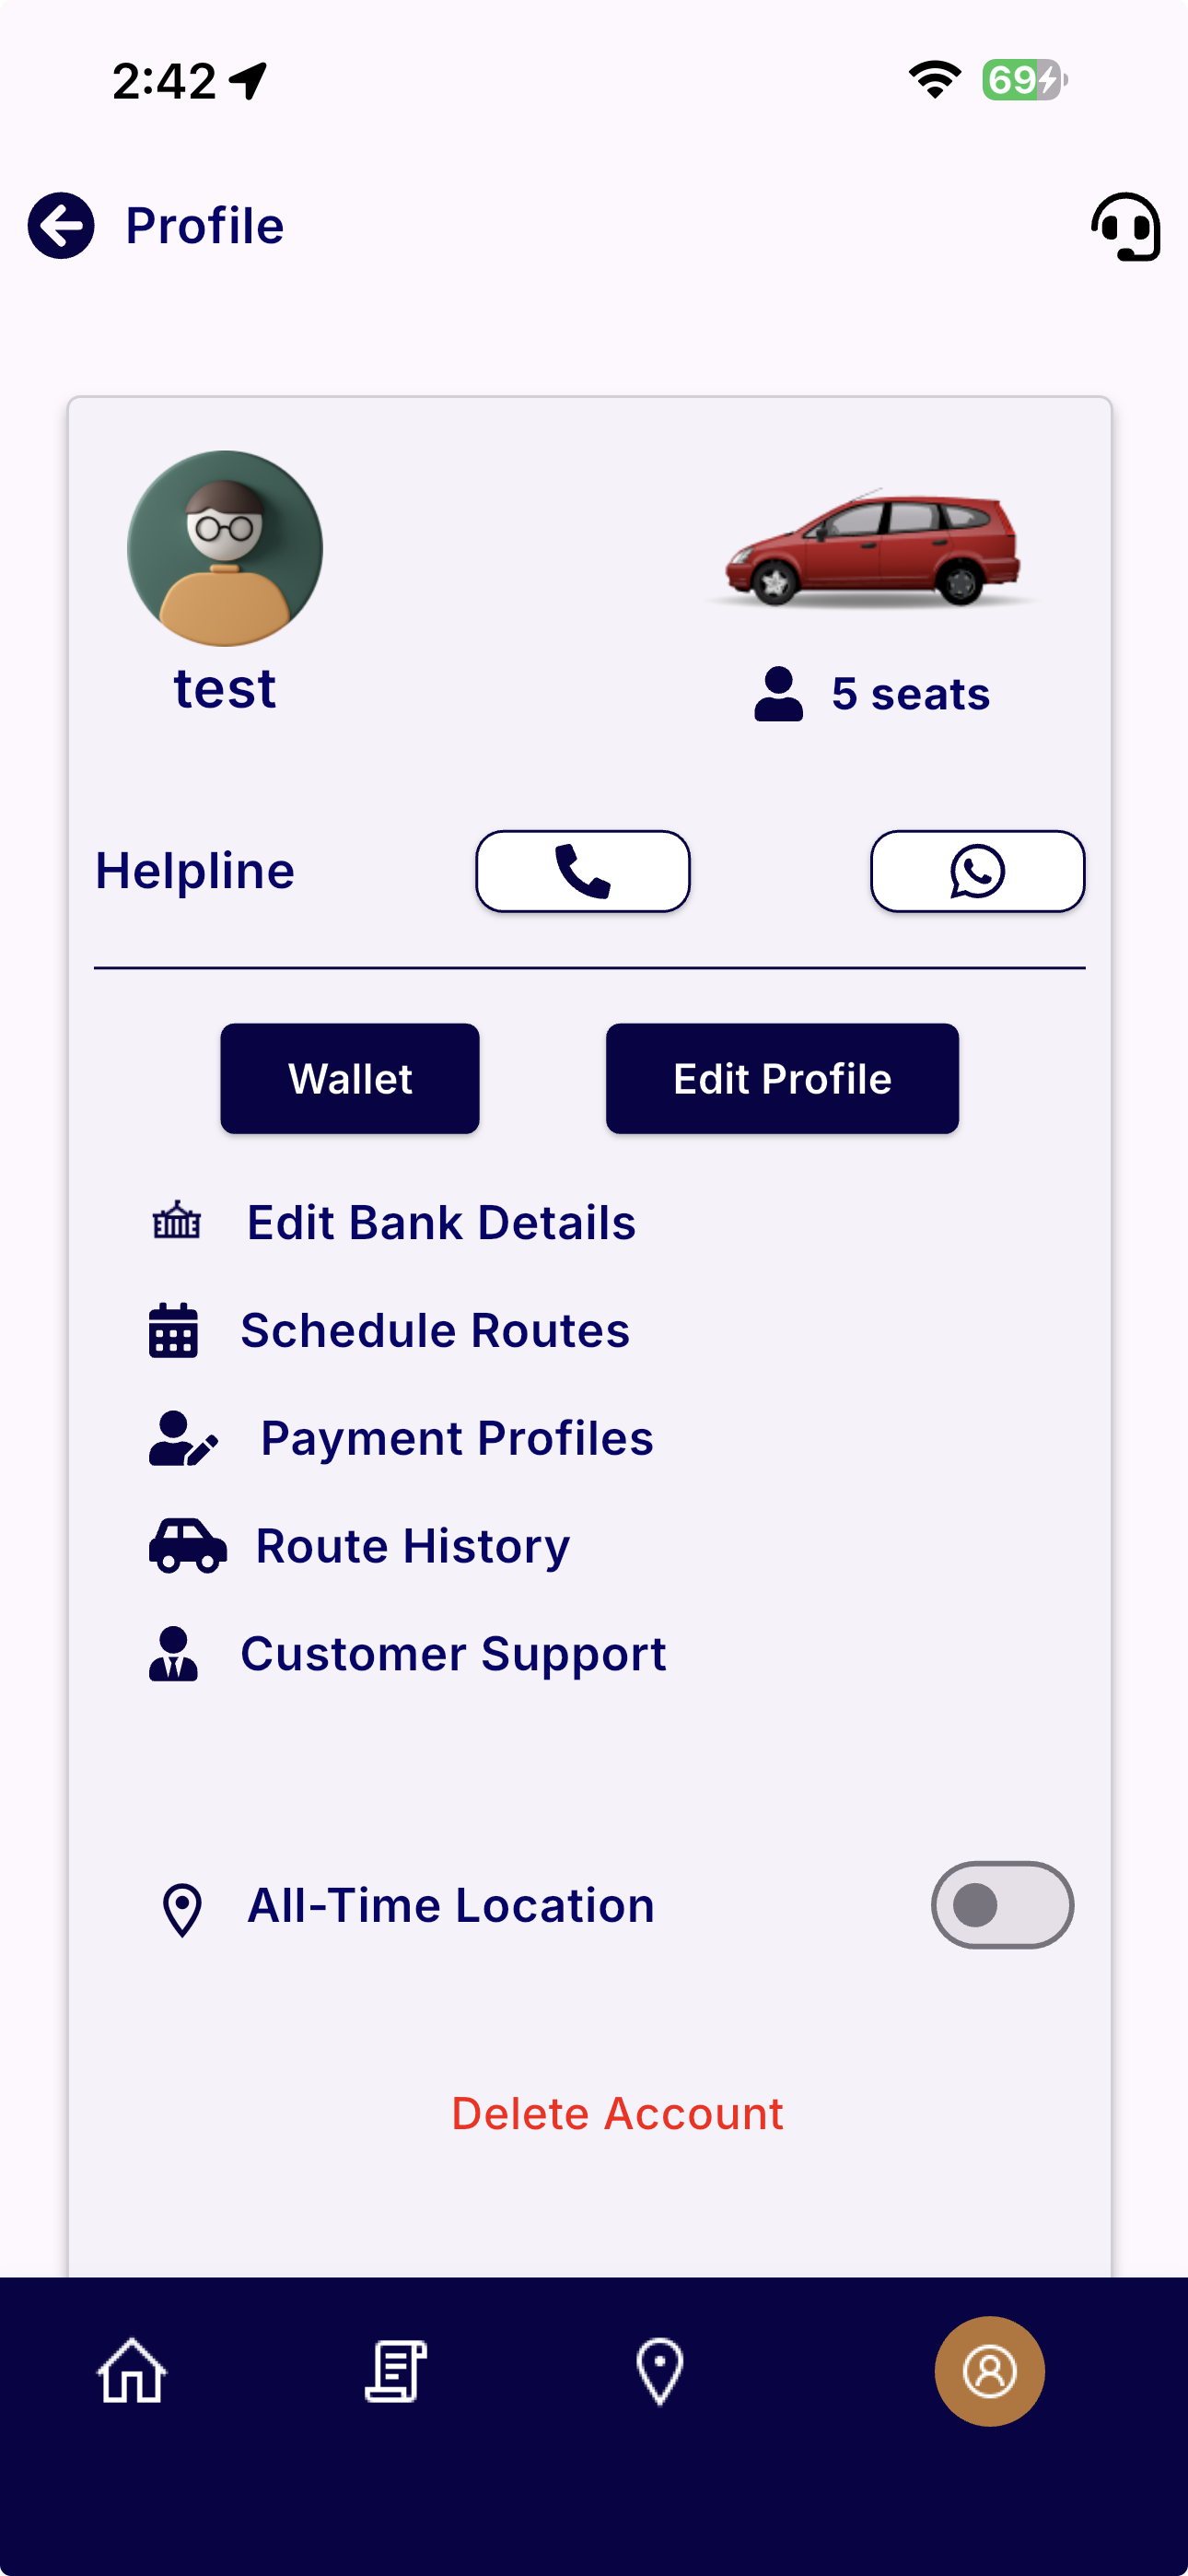 2:42
69
Profile
test
5 seats
Helpline
Wallet
Edit Profile
Edit Bank Details
Schedule Routes
Payment Profiles
Route History
Customer Support
All-Time Location
Delete Account